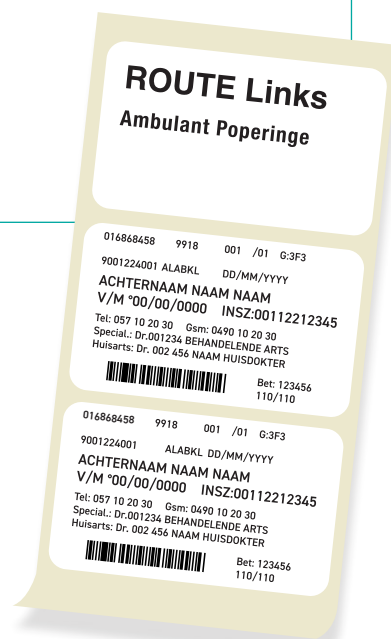 ROUTE Links
Ambulant Poperinge
016868458 9918 001 /01 G:3F3
9001224001 ALABKL DD/MM/YYYY
ACHTERNAAM NAAM NAAM
V/M °00/00/0000 INSZ:00112212345
Tel: 057 10 20 30 Gsm: 0490 10 20 30
Special.: Dr.001234 BEHANDELENDE ARTS
Huisarts: Dr. 002 456 NAAM HUISDOKTER
Bet: 123456
110/110
016868458 9918 001 /01 G:3F3
9001224001 ALABKL DD/MM/YYYY
ACHTERNAAM NAAM NAAM
V/M °00/00/0000 INSZ:00112212345
Tel: 057 10 20 30 Gsm: 0490 10 20 30
Special.: Dr.001234 BEHANDELENDE ARTS
Huisarts: Dr. 002 456 NAAM HUISDOKTER
Bet: 123456
110/110